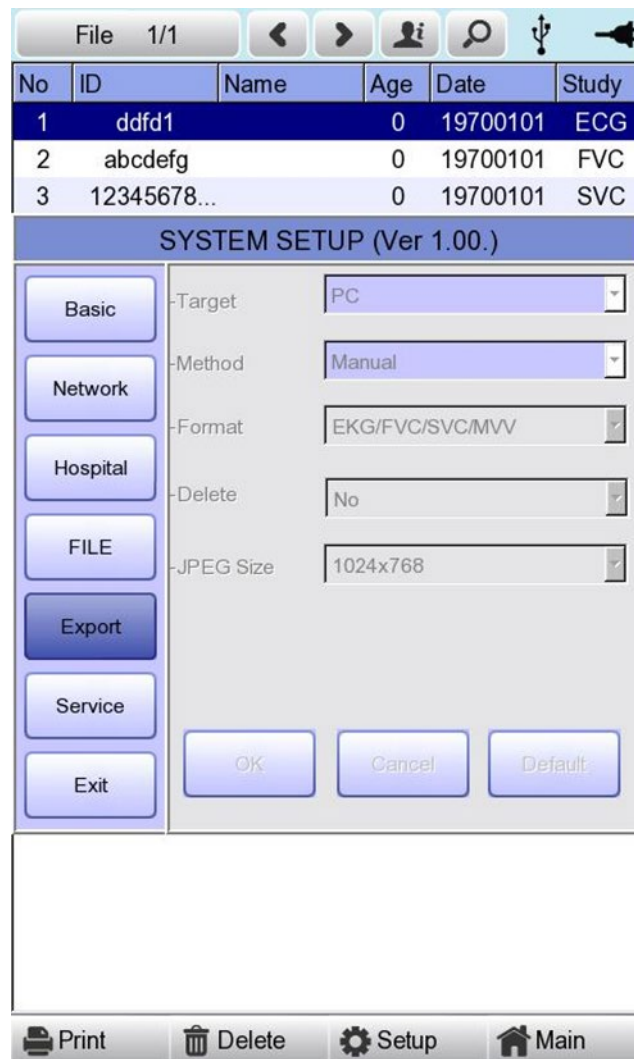 File 1/1
No ID Name Age Date Study
1 ddfd1 0 19700101 ECG
2 abcdefg 0 19700101 FVC
3 12345678... 0 19700101 SVC
SYSTEM SETUP (Ver 1.00.)
Basic
Network
Hospital
FILE
Export
Service
Exit
-Target PC
-Method Manual
-Format EKG/FVC/SVC/MVV
-Delete No
-JPEG Size 1024x768
OK Cancel Default
Print Delete Setup Main